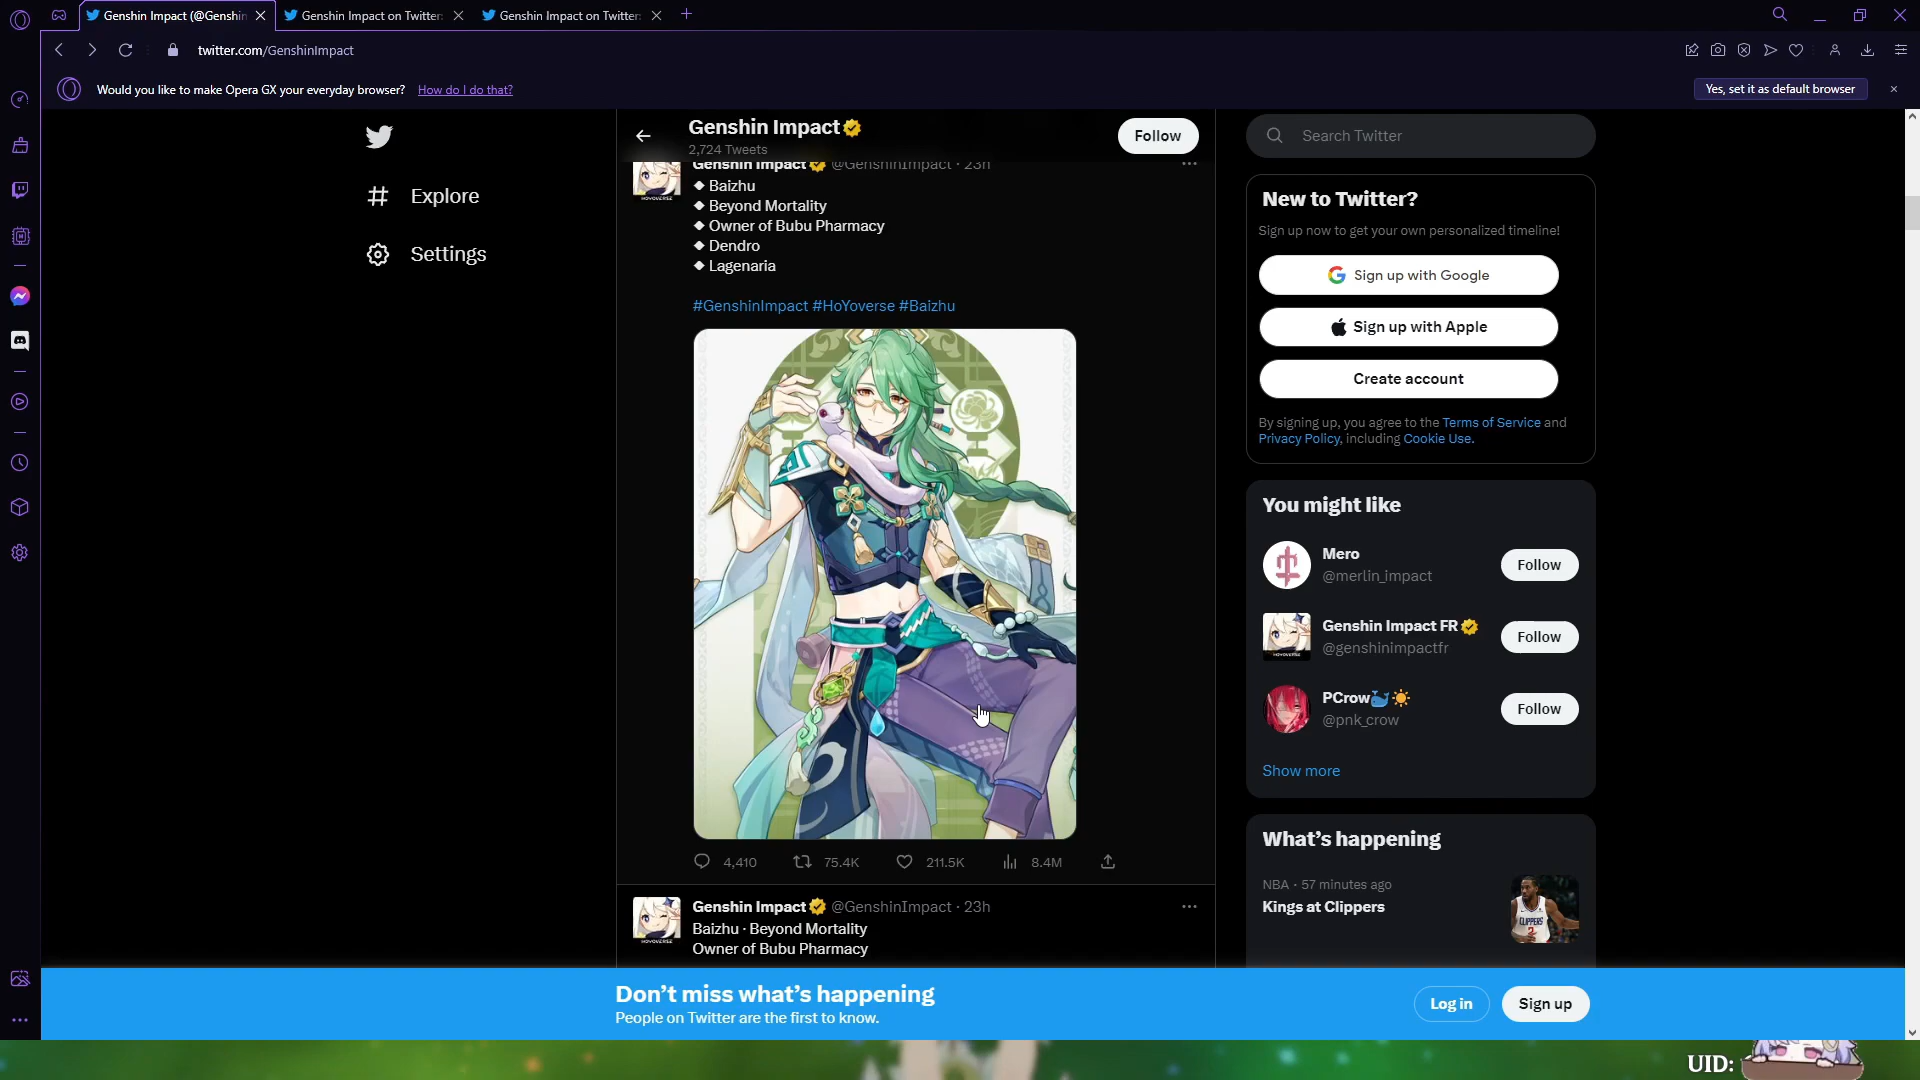 Genshin Impact (@Genshin
Genshin Impact on Twitter:
Genshin Impact on Twitter:
twitter.com/GenshinImpact
Would you like to make Opera GX your everyday browser? How do I do that?
Yes, set it as default browser
Explore
Settings
Genshin Impact
2,724 Tweets
Follow
Genshin Impact @GenshinImpact · 23h
◆ Baizhu
◆ Beyond Mortality
◆ Owner of Bubu Pharmacy
◆ Dendro
◆ Lagenaria
#GenshinImpact #HoYoverse #Baizhu
4,410 75.4K 211.5K 8.4M
Genshin Impact @GenshinImpact · 23h
Baizhu · Beyond Mortality
Owner of Bubu Pharmacy
Search Twitter
New to Twitter?
Sign up now to get your own personalized timeline!
Sign up with Google
Sign up with Apple
Create account
By signing up, you agree to the Terms of Service and
Privacy Policy, including Cookie Use.
You might like
Mero
@merlin_impact
Follow
Genshin Impact FR
@genshinimpactfr
Follow
PCrow
@pnk_crow
Follow
Show more
What's happening
NBA · 57 minutes ago
Kings at Clippers
Don't miss what's happening
People on Twitter are the first to know.
Log in
Sign up
UID: